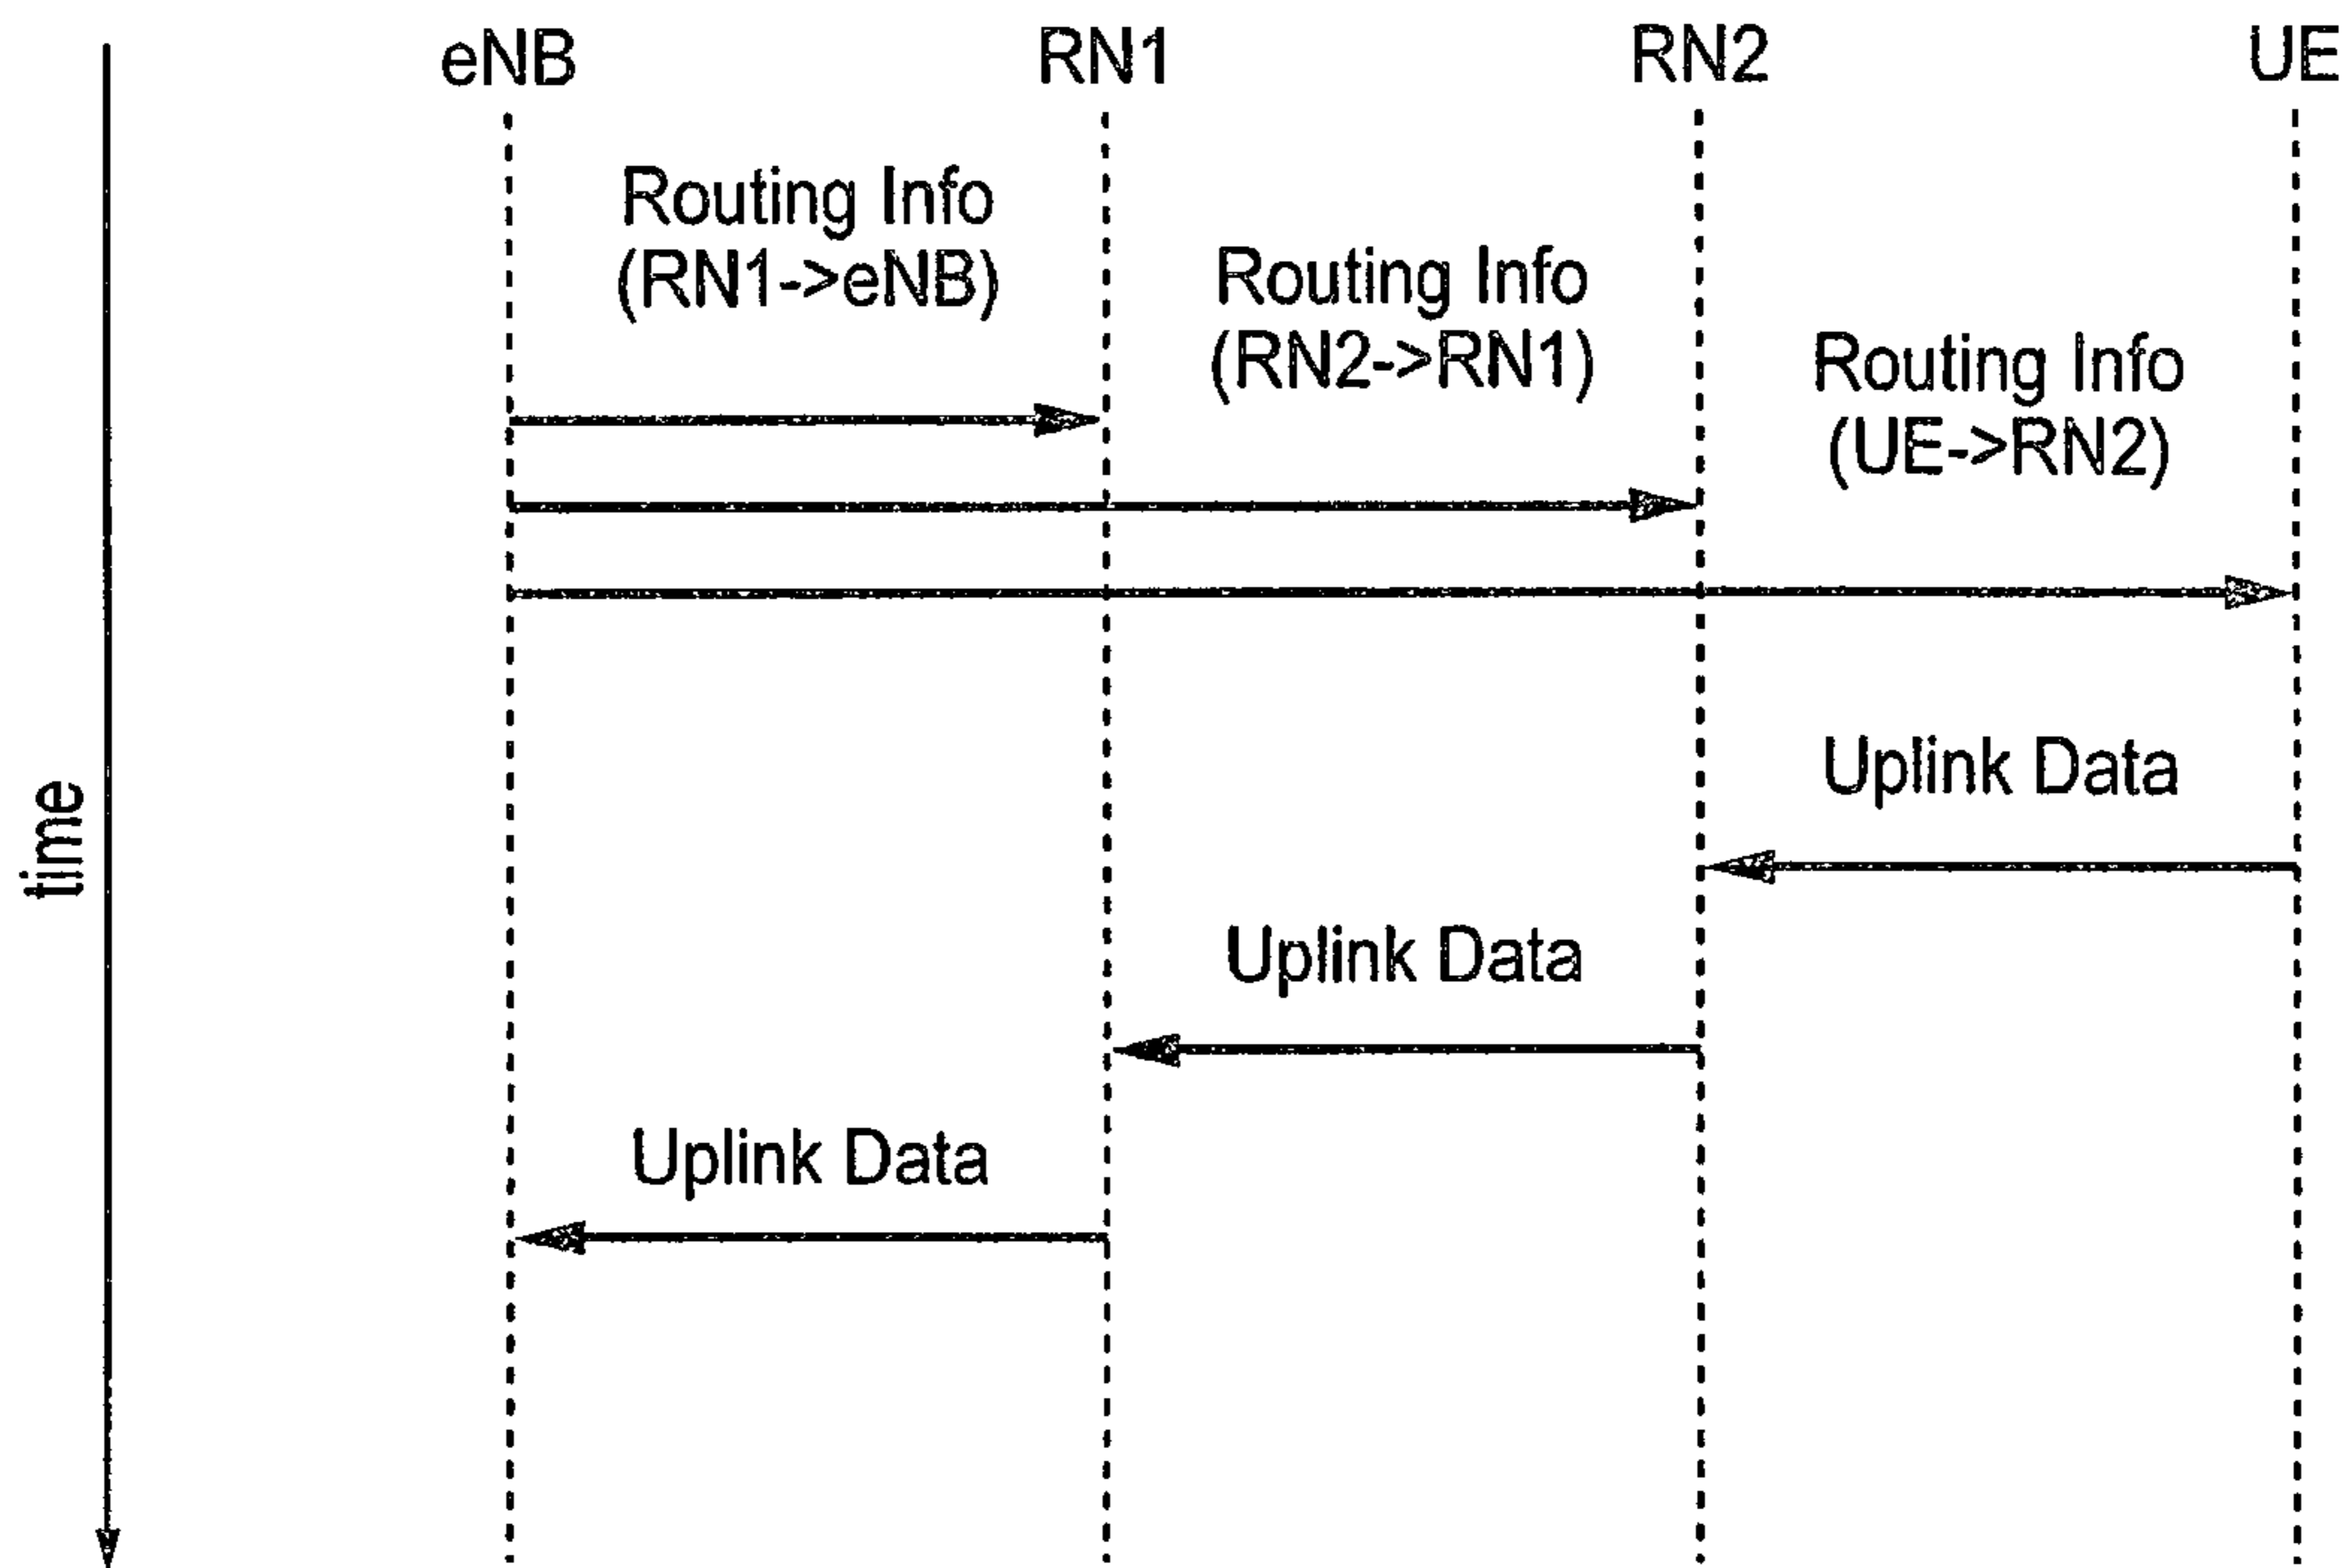 eNB RN1 RN2 UE
Routing Info
(RN1->eNB)
Routing Info
(RN2->RN1)
Routing Info
(UE->RN2)
time
Uplink Data
Uplink Data
Uplink Data